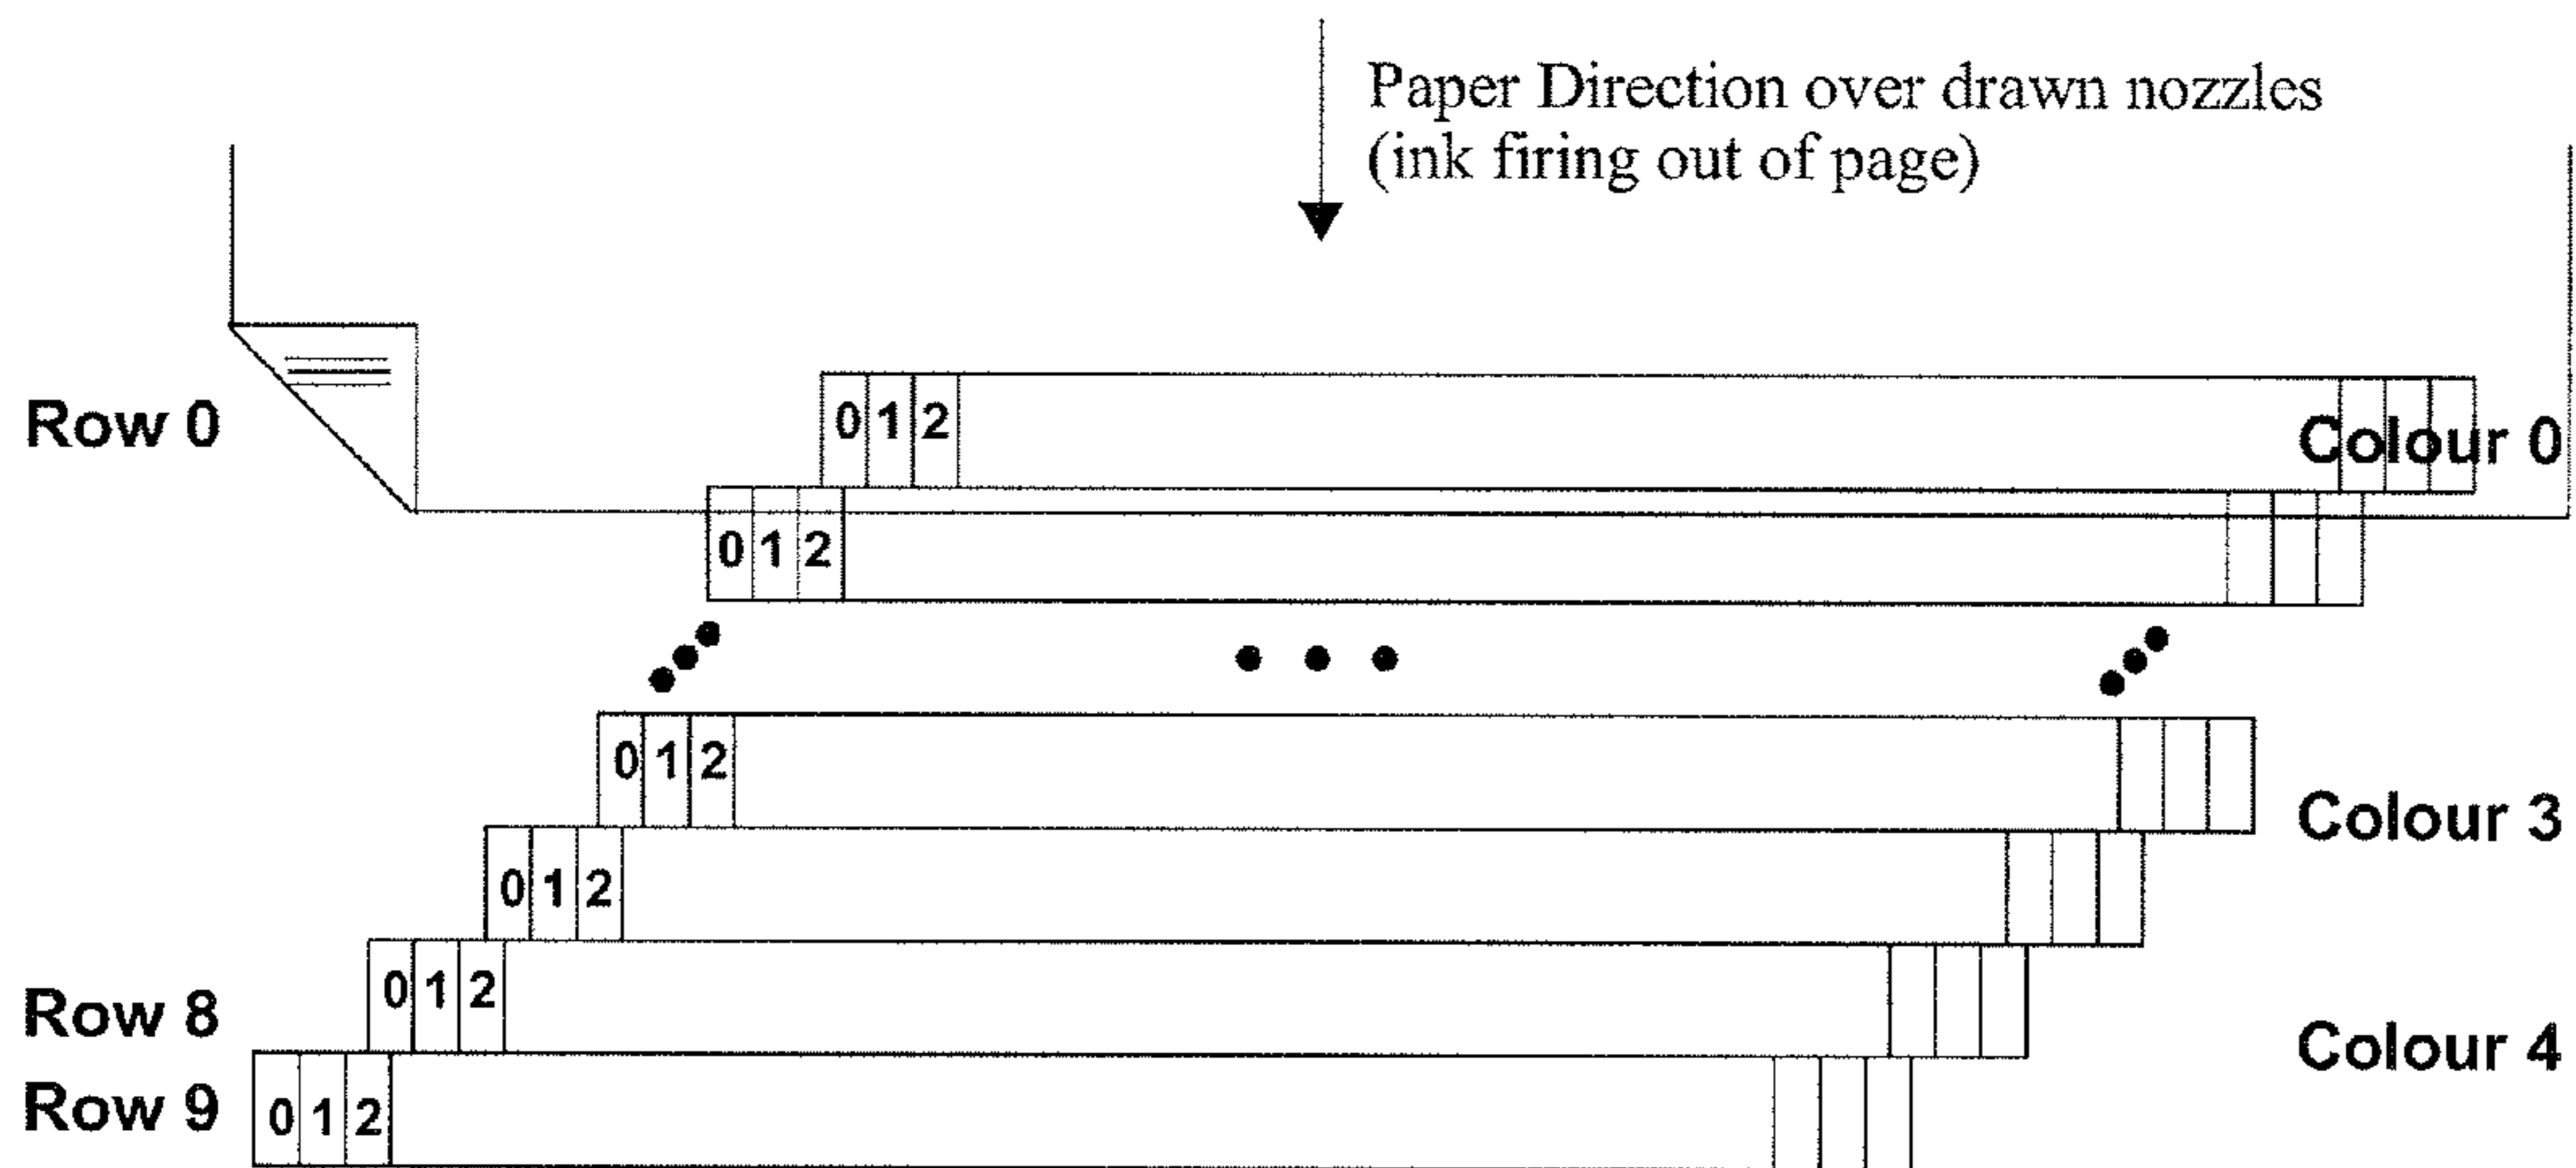 Paper Direction over drawn nozzles
(ink firing out of page)
Row 0 0 1 2 Colour 0
0 1 2
0 1 2 Colour 3
0 1 2
Row 8 0 1 2 Colour 4
Row 9 0 1 2